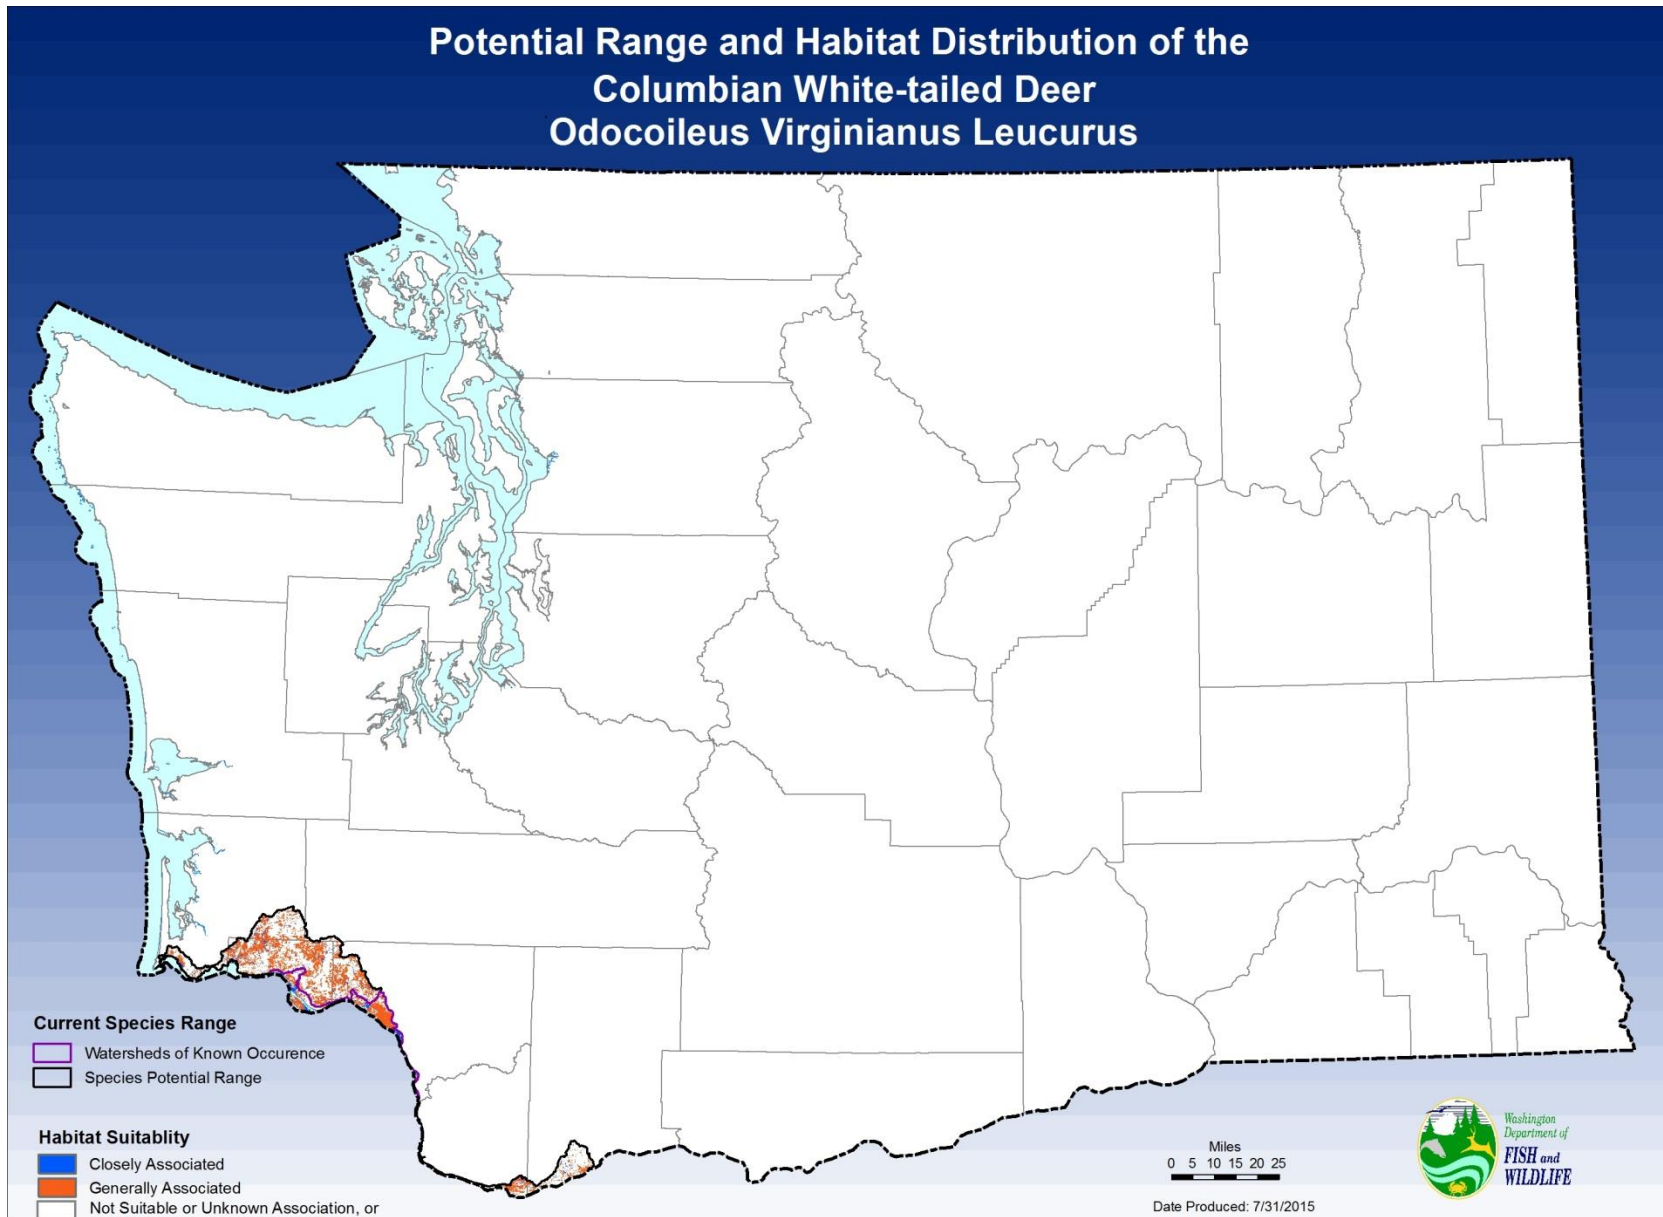 Potential Range and Habitat Distribution of the
Columbian White-tailed Deer
Odocoileus Virginianus Leucurus
Current Species Range
Watersheds of Known Occurence
Species Potential Range
Habitat Suitablity
Closely Associated
Generally Associated
Not Suitable or Unknown Association, or
Miles
0 5 10 15 20 25
Date Produced: 7/31/2015
Washington
Department of
FISH and
WILDLIFE